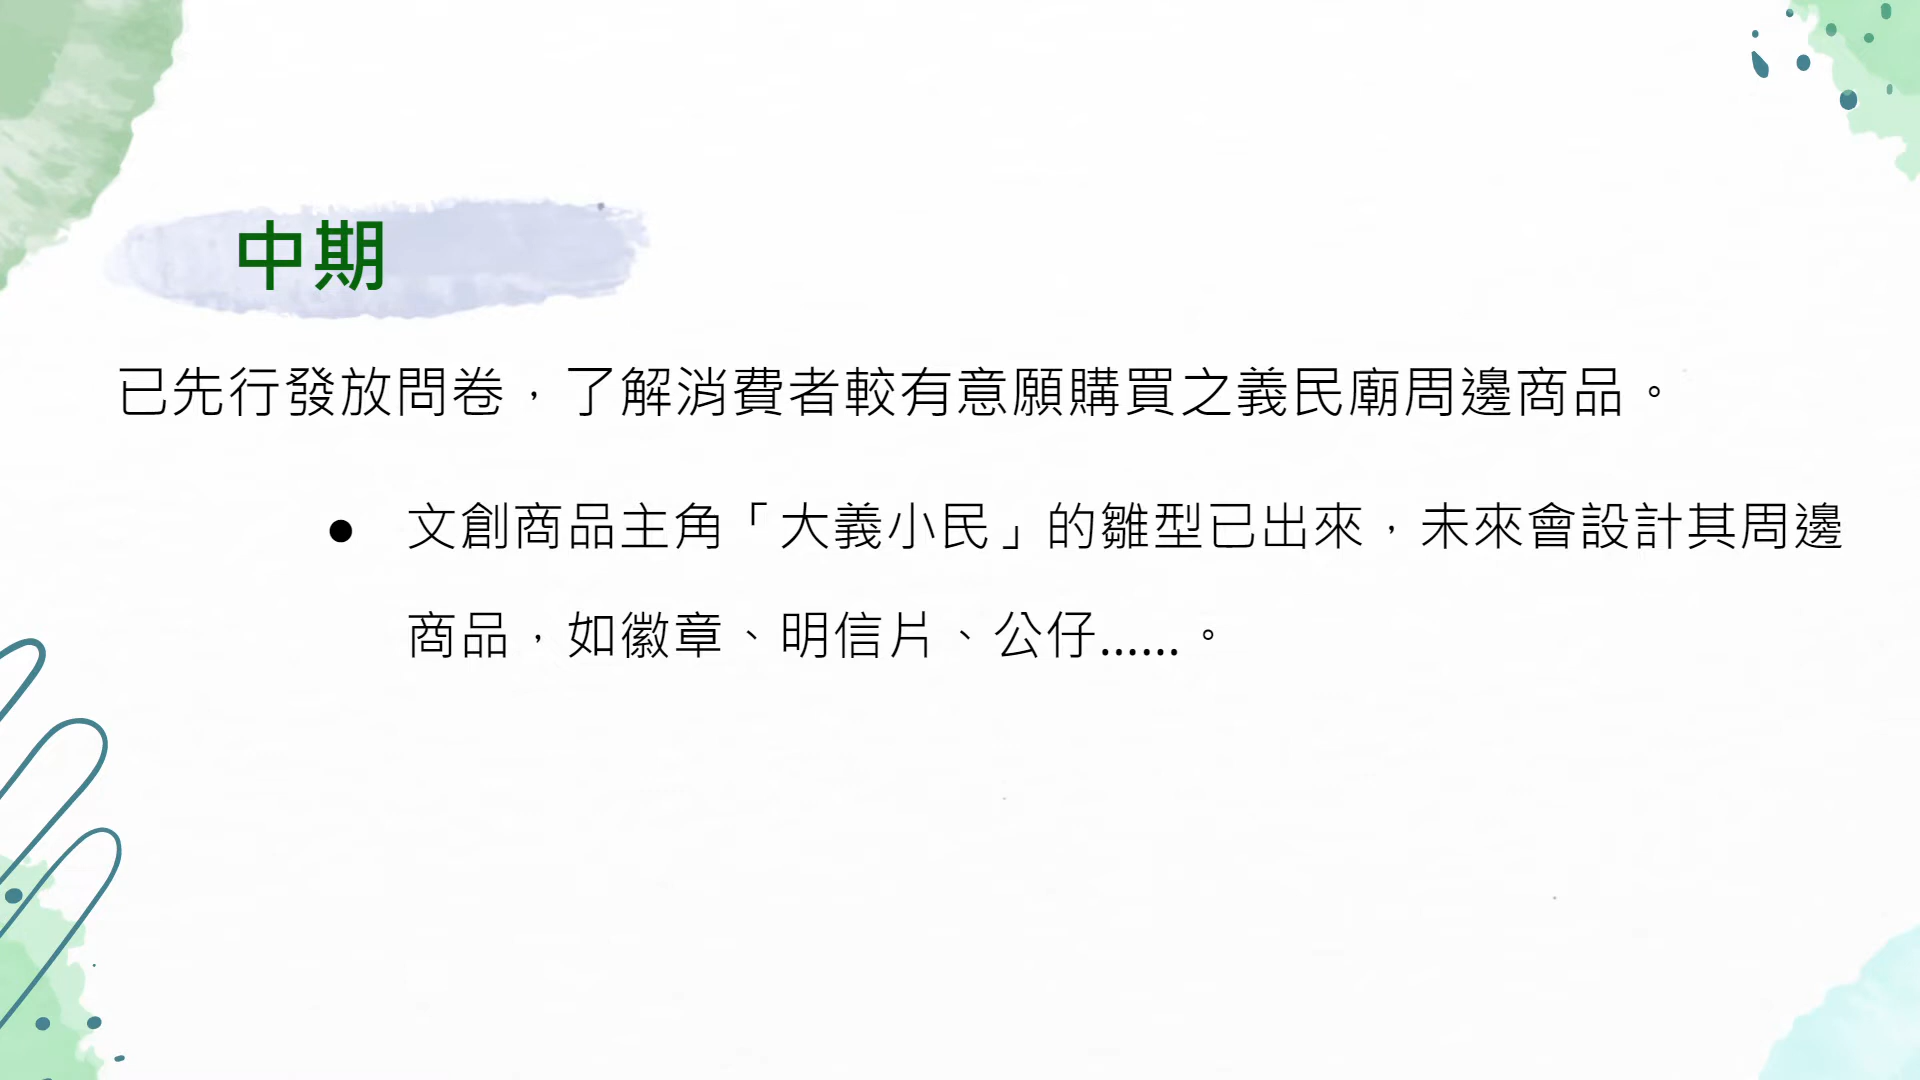 中期
已先行發放問卷，了解消費者較有意願購買之義民廟周邊商品。
● 文創商品主角「大義小民」的雛型已出來，未來會設計其周邊
商品，如徽章、明信片、公仔......。